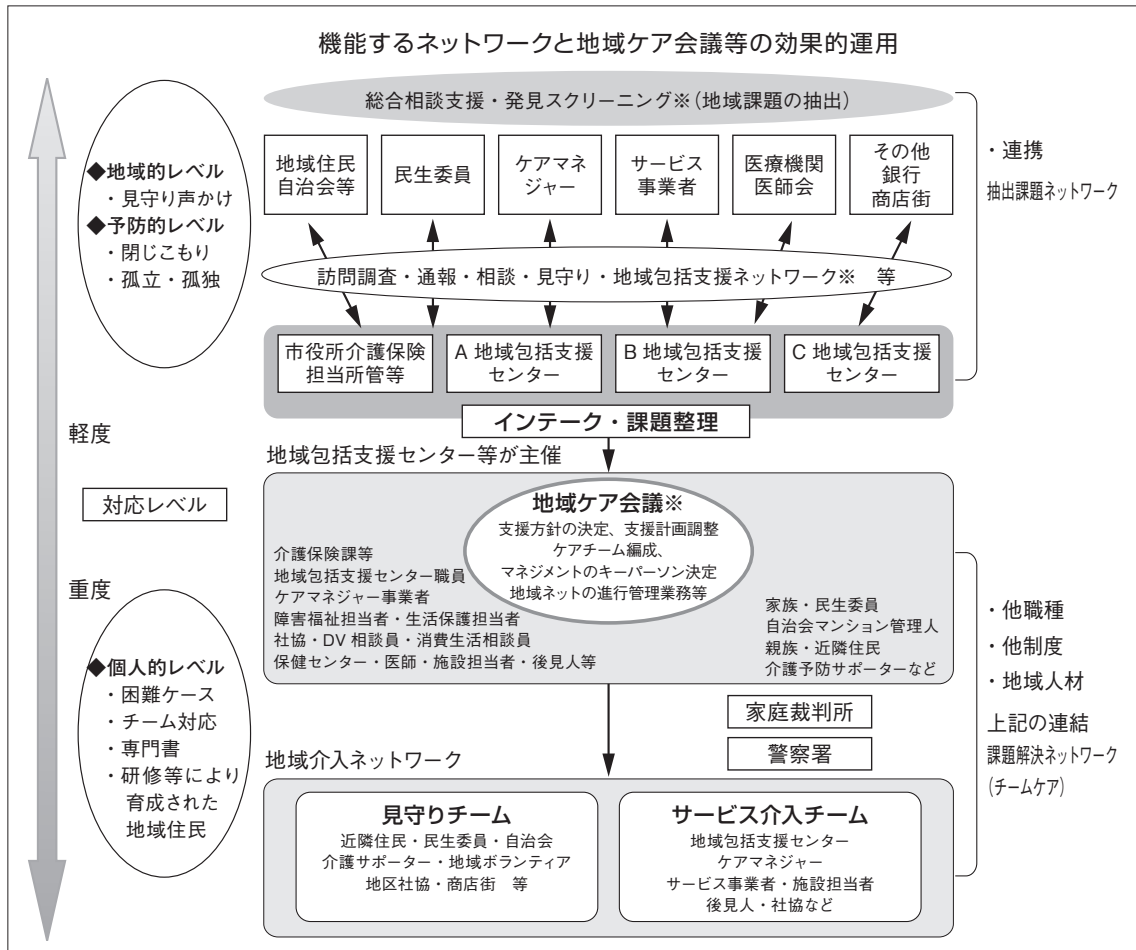 機能するネットワークと地域ケア会議等の効果的運用
総合相談支援・発見スクリーニング※(地域課題の抽出)
◆地域的レベル
・見守り声かけ
◆予防的レベル
・閉じこもり
・孤立・孤独
地域住民
自治会等
民生委員
ケアマネ
ジャー
サービス
事業者
医療機関
医師会
その他
銀行
商店街
・連携
抽出課題ネットワーク
訪問調査・通報・相談・見守り・地域包括支援ネットワーク※ 等
市役所介護保険
担当所管等
A 地域包括支援
センター
B 地域包括支援
センター
C 地域包括支援
センター
インテーク・課題整理
軽度
対応レベル
重度
地域包括支援センター等が主催
地域ケア会議※
支援方針の決定、支援計画調整
ケアチーム編成、
マネジメントのキーパーソン決定
地域ネットの進行管理業務等
介護保険課等
地域包括支援センター職員
ケアマネジャー事業者
障害福祉担当者・生活保護担当者
社協・DV 相談員・消費生活相談員
保健センター・医師・施設担当者・後見人等
家族・民生委員
自治会マンション管理人
親族・近隣住民
介護予防サポーターなど
・他職種
・他制度
・地域人材
上記の連結
課題解決ネットワーク
(チームケア)
◆個人的レベル
・困難ケース
・チーム対応
・専門書
・研修等により
育成された
地域住民
家庭裁判所
警察署
地域介入ネットワーク
見守りチーム
近隣住民・民生委員・自治会
介護サポーター・地域ボランティア
地区社協・商店街 等
サービス介入チーム
地域包括支援センター
ケアマネジャー
サービス事業者・施設担当者
後見人・社協など